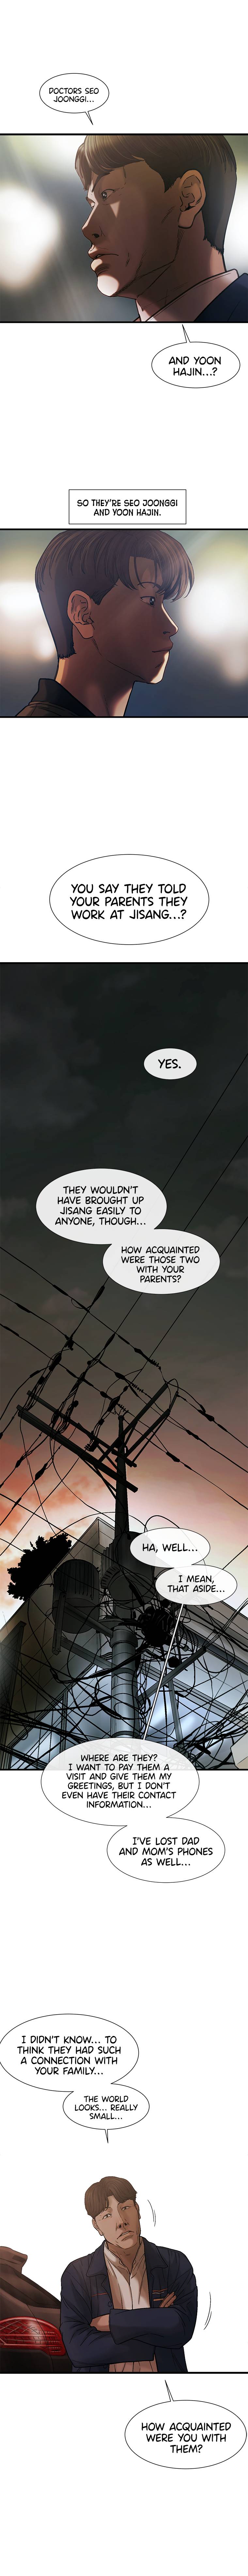 DOCTORS SEO
JOONGGI...
AND YOON
HAJIN...?
SO THEY'RE SEO JOONGGI
AND YOON HAJIN.
YOU SAY THEY TOLD
YOUR PARENTS THEY
WORK AT JISANG...?
YES.
THEY WOULDN'T
HAVE BROUGHT UP
JISANG EASILY TO
ANYONE, THOUGH...
HOW ACQUAINTED
WERE THOSE TWO
WITH YOUR
PARENTS?
HA, WELL...
I MEAN,
THAT ASIDE...
WHERE ARE THEY?
I WANT TO PAY THEM A
VISIT AND GIVE THEM MY
GREETINGS, BUT I DON'T
EVEN HAVE THEIR CONTACT
INFORMATION...
I'VE LOST DAD
AND MOM'S PHONES
AS WELL...
I DIDN'T KNOW... TO
THINK THEY HAD SUCH
A CONNECTION WITH
YOUR FAMILY...
THE WORLD
LOOKS... REALLY
SMALL...
HOW ACQUAINTED
WERE YOU WITH
THEM?